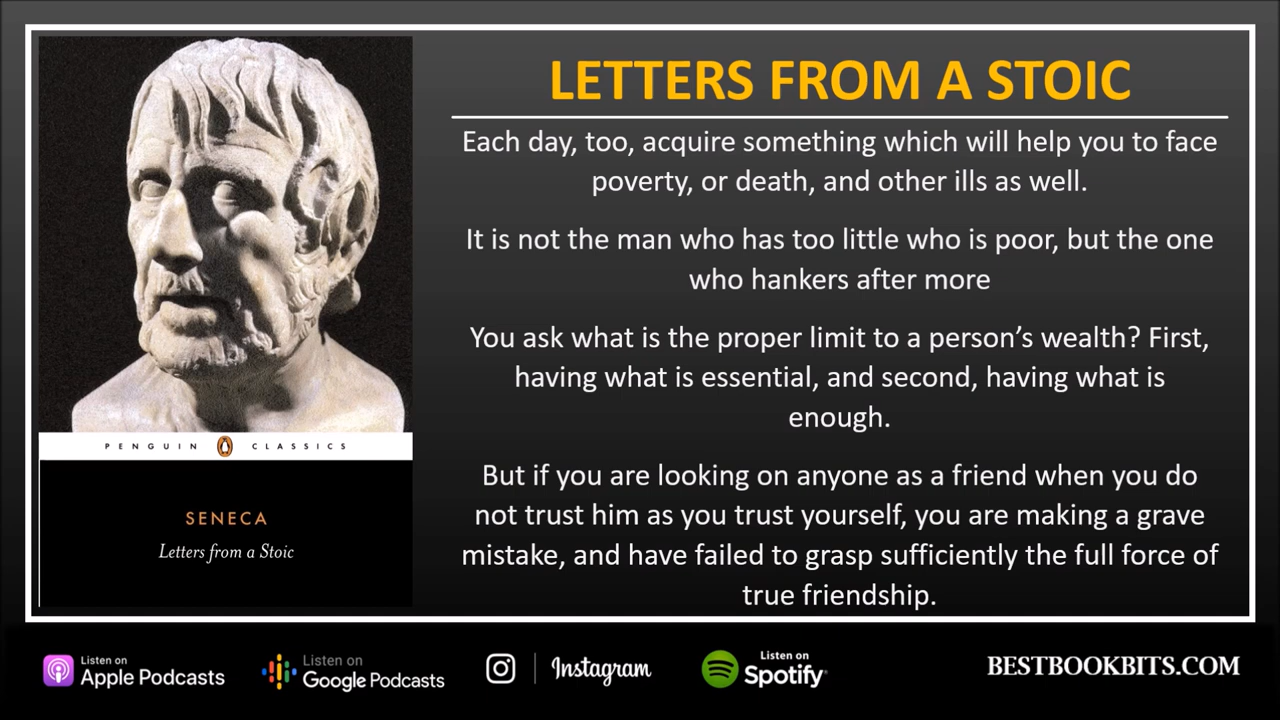 LETTERS FROM A STOIC
Each day, too, acquire something which will help you to face
poverty, or death, and other ills as well.
It is not the man who has too little who is poor, but the one
who hankers after more
You ask what is the proper limit to a person’s wealth? First,
having what is essential, and second, having what is
enough.
But if you are looking on anyone as a friend when you do
not trust him as you trust yourself, you are making a grave
mistake, and have failed to grasp sufficiently the full force of
true friendship.
PENGUIN CLASSICS
SENECA
Letters from a Stoic
Listen on
Apple Podcasts
Listen on
Google Podcasts
Instagram
Listen on
Spotify
BESTBOOKBITS.COM